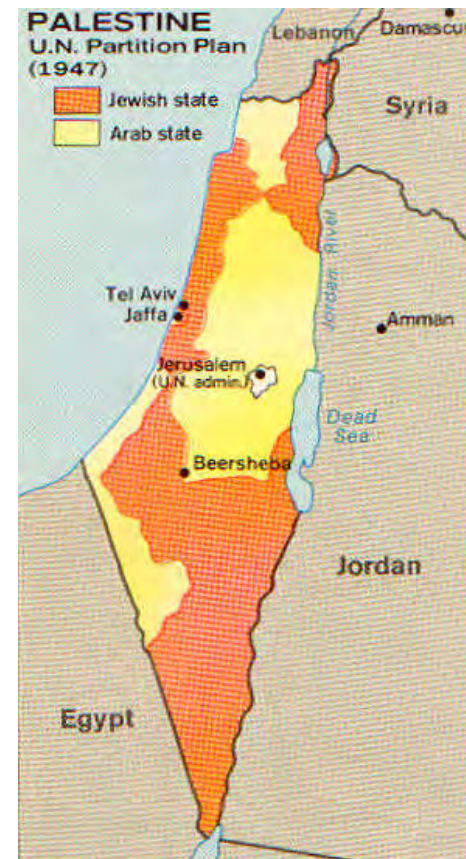 PALESTINE
U.N. Partition Plan
(1947)
Jewish state
Arab state
Lebanon
Damascus
Syria
Jordan River
Tel Aviv
Jaffa
Amman
Jerusalem
(U.N. admin.)
Dead
Sea
Beersheba
Jordan
Egypt